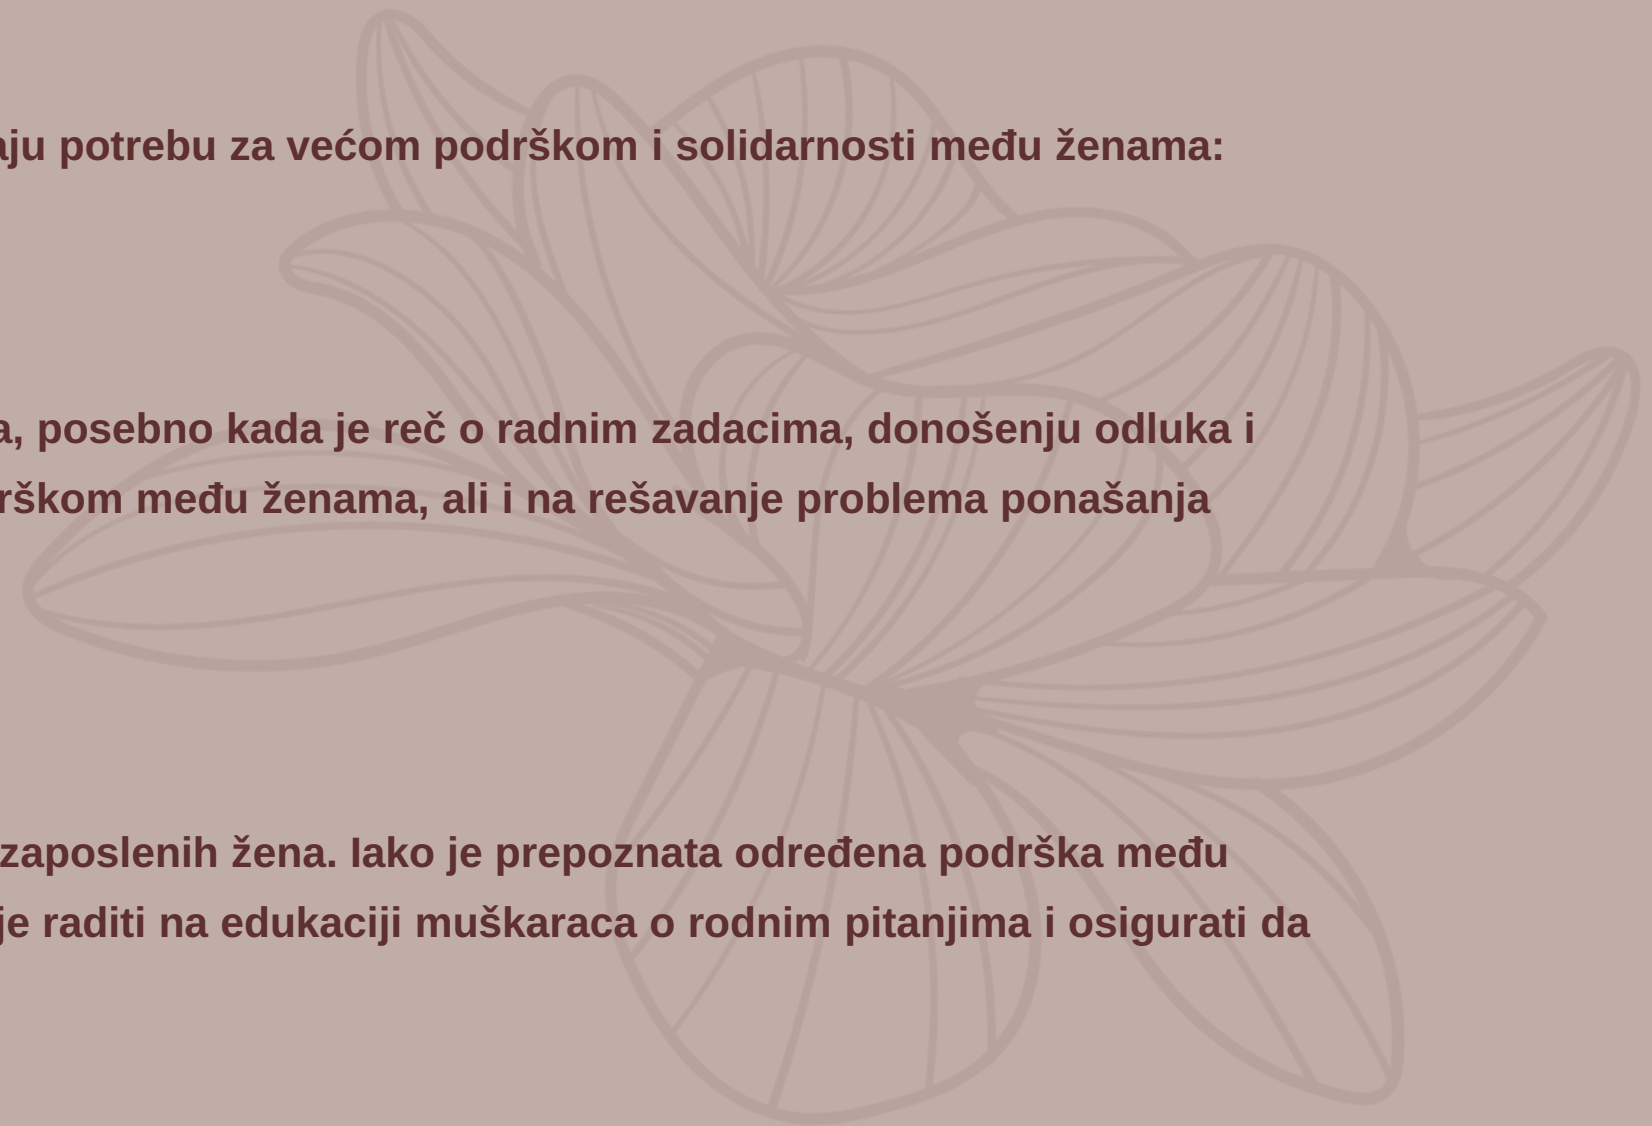 aju potrebu za većom podrškom i solidarnosti među ženama:
a, posebno kada je reč o radnim zadacima, donošenju odluka i
rškom među ženama, ali i na rešavanje problema ponašanja
zaposlenih žena. Iako je prepoznata određena podrška među
je raditi na edukaciji muškaraca o rodnim pitanjima i osigurati da